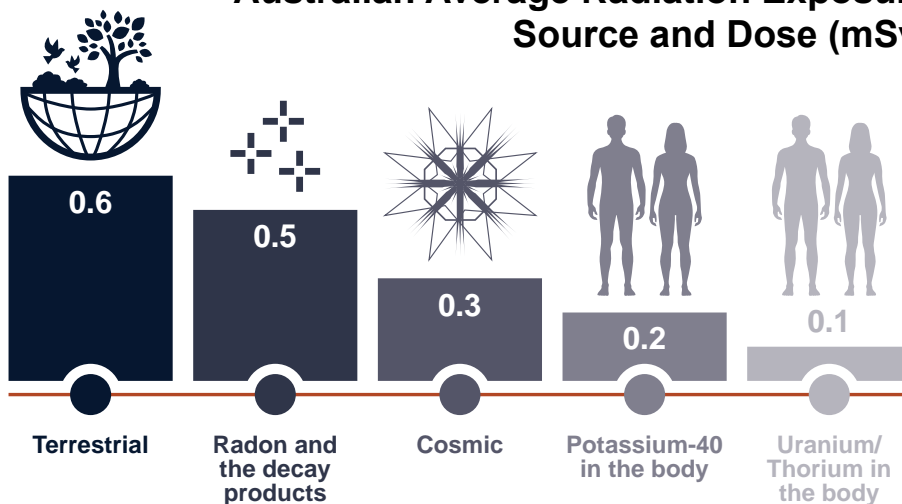 Australian Average Radiation Exposu
Source and Dose (mSv
0.6
0.5
0.3
0.2
0.1
Terrestrial
Radon and
the decay
products
Cosmic
Potassium-40
in the body
Uranium/
Thorium in
the body